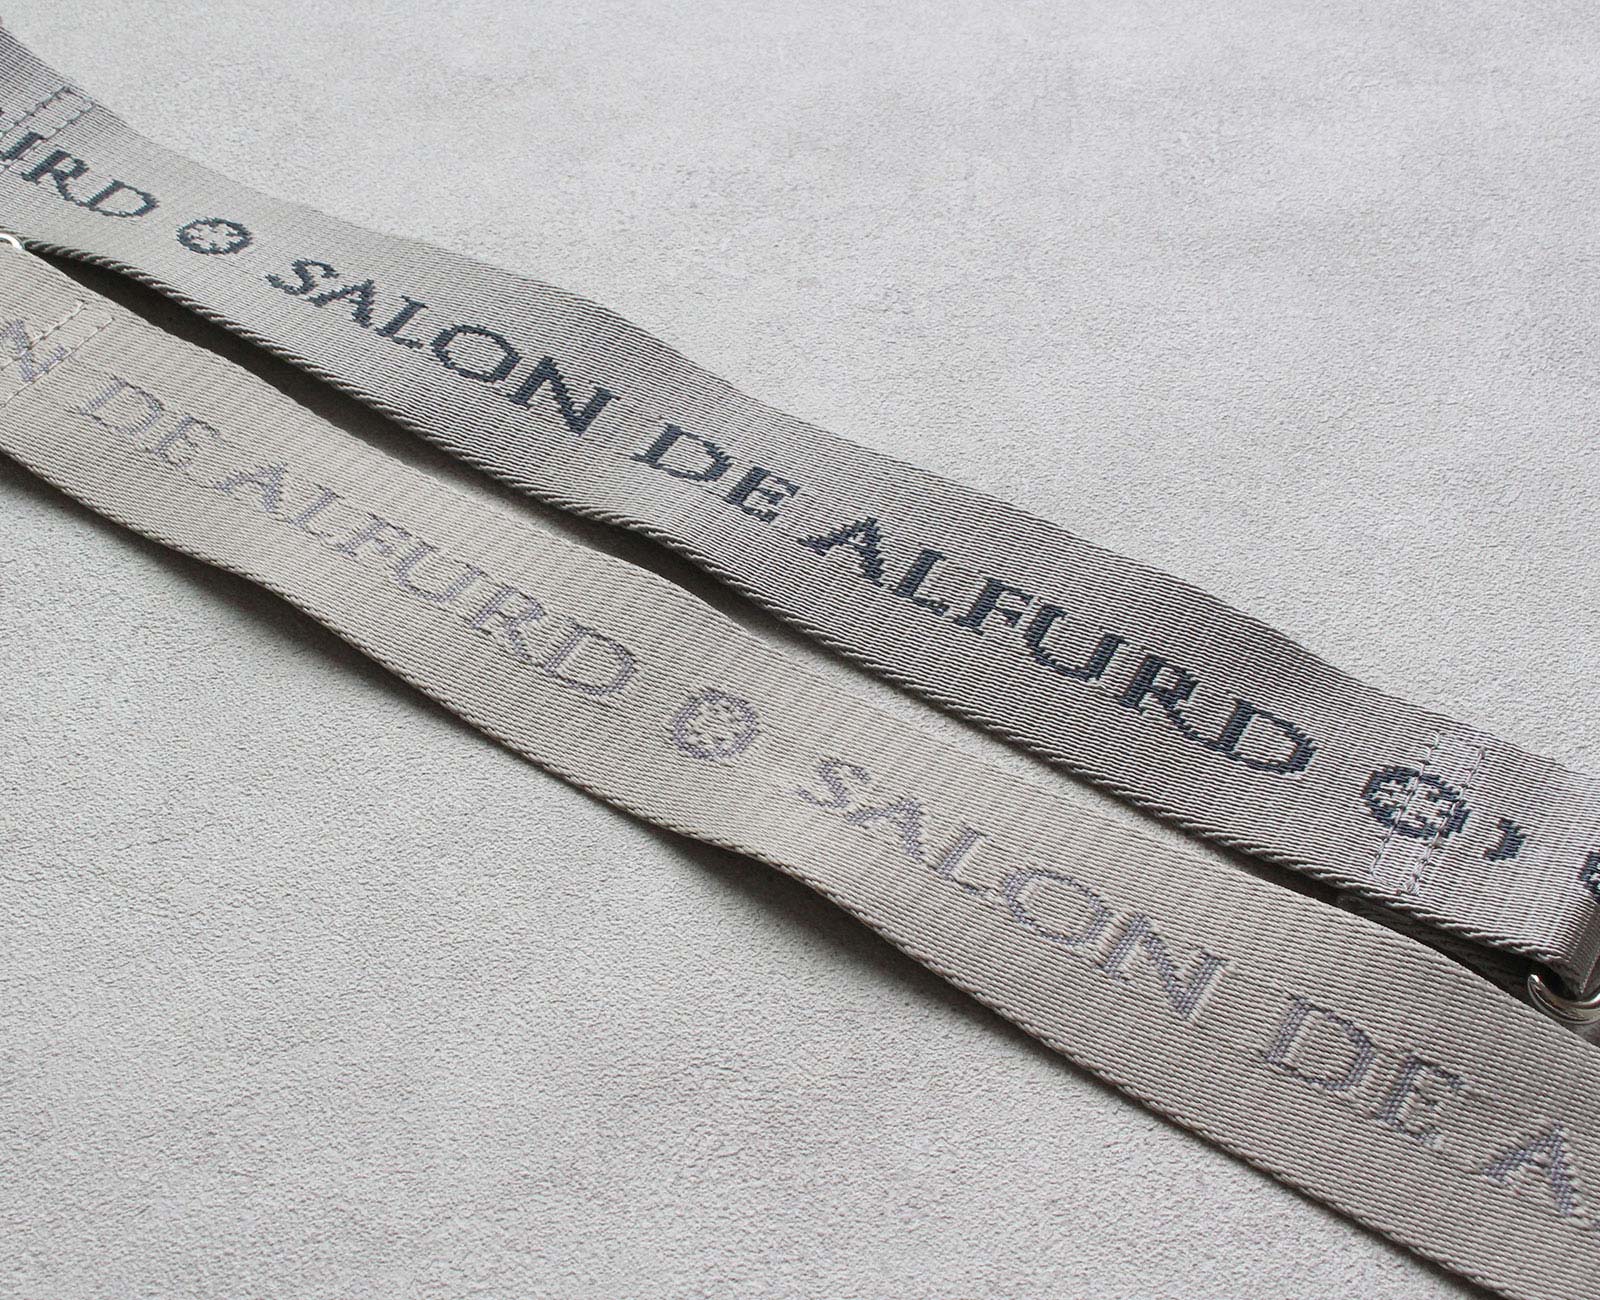 URD SALON DE ALFURD
N DE ALFURD SALON DE A